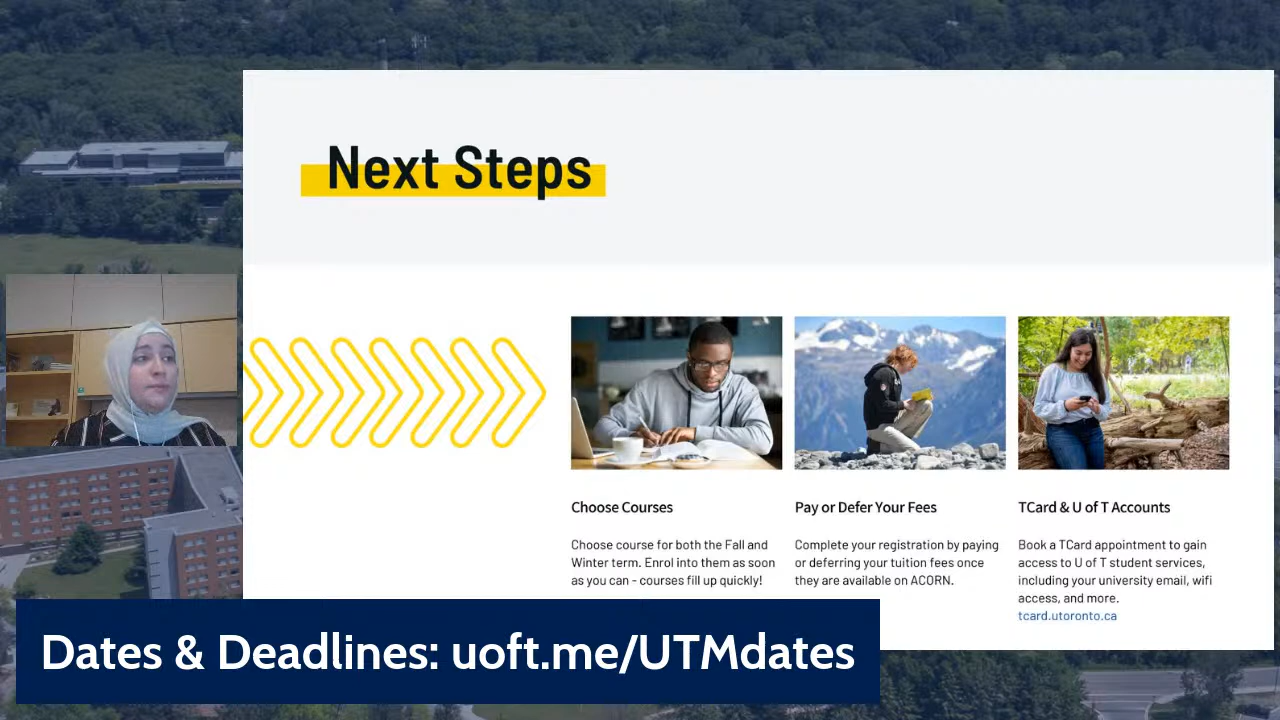 Next Steps
Choose Courses
Choose course for both the Fall and
Winter term. Enrol into them as soon
as you can - courses fill up quickly!
Pay or Defer Your Fees
Complete your registration by paying
or deferring your tuition fees once
they are available on ACORN.
TCard & U of T Accounts
Book a TCard appointment to gain
access to U of T student services,
including your university email, wifi
access, and more.
tcard.utoronto.ca
Dates & Deadlines: uoft.me/UTMdates